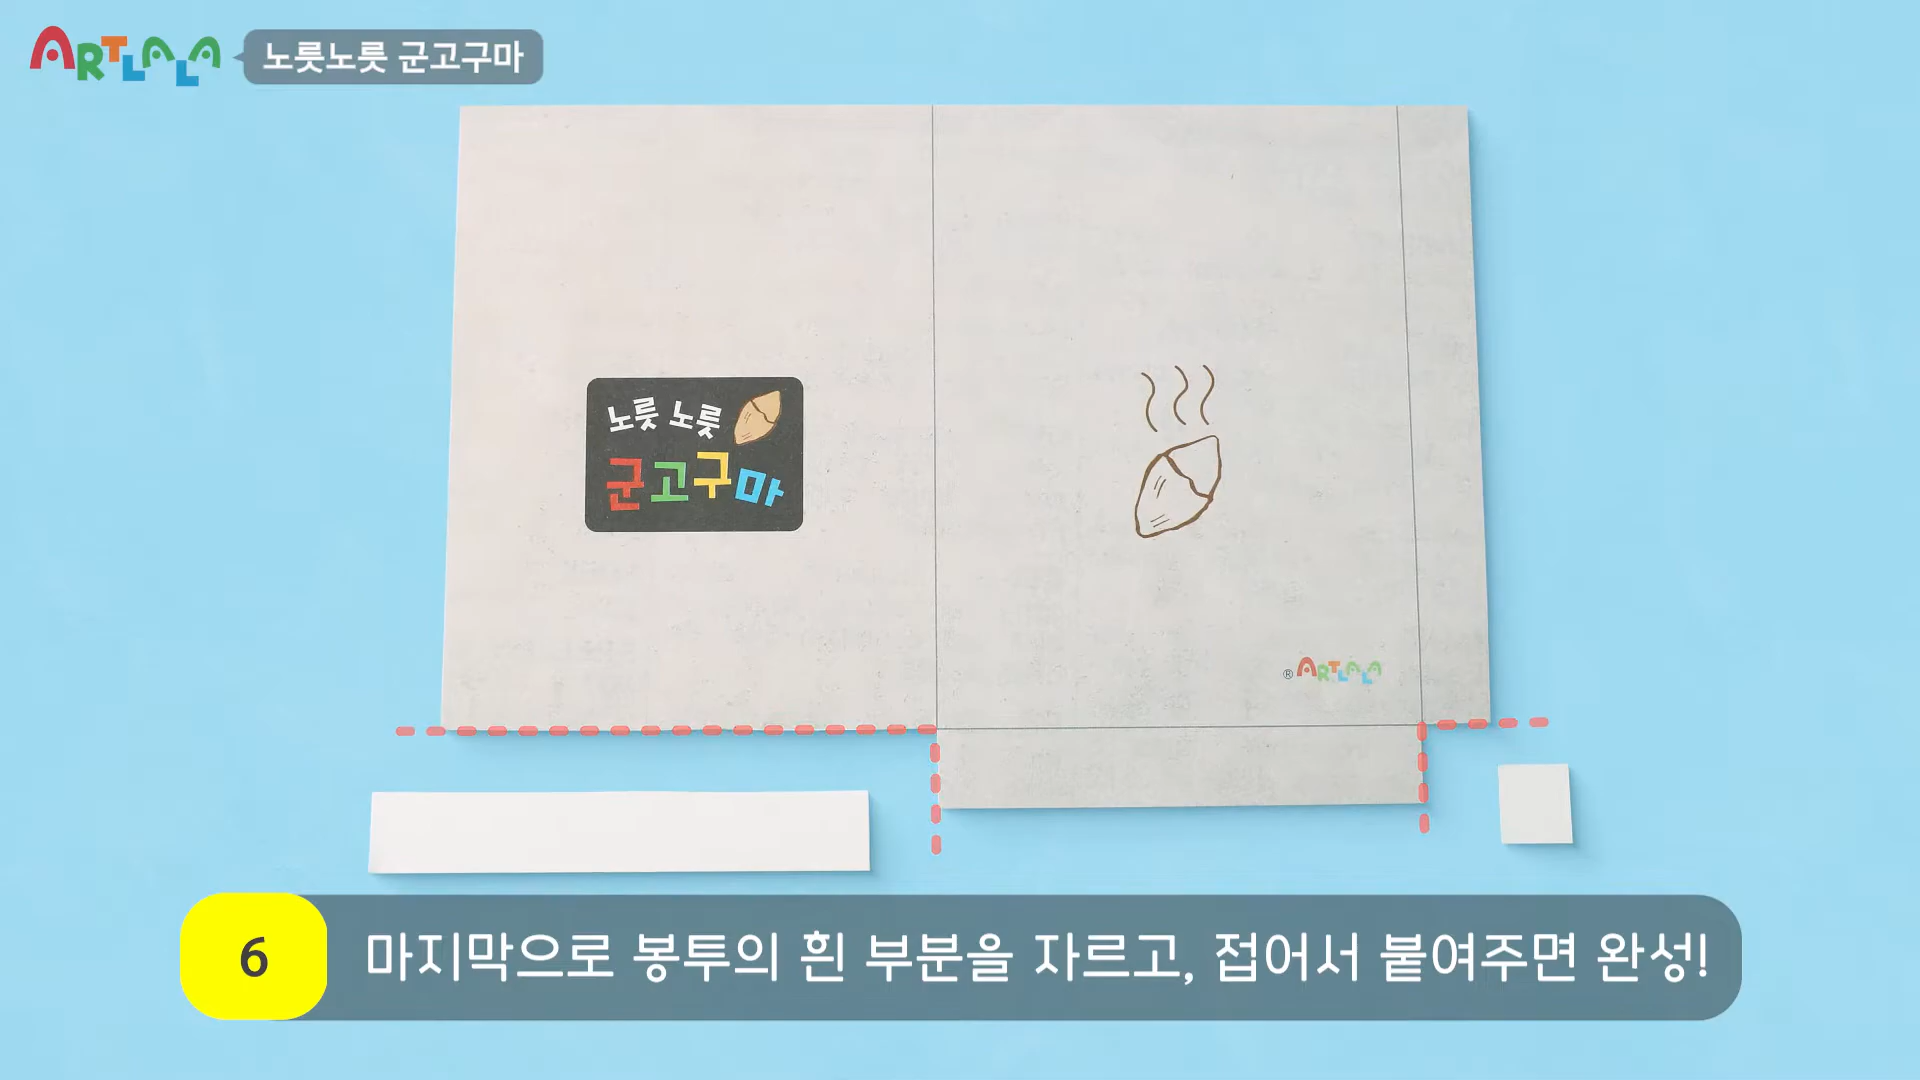 ARTLALA
노릇노릇 군고구마
노릇 노릇
군고구마
® ARTLALA
6
마지막으로 봉투의 흰 부분을 자르고, 접어서 붙여주면 완성!